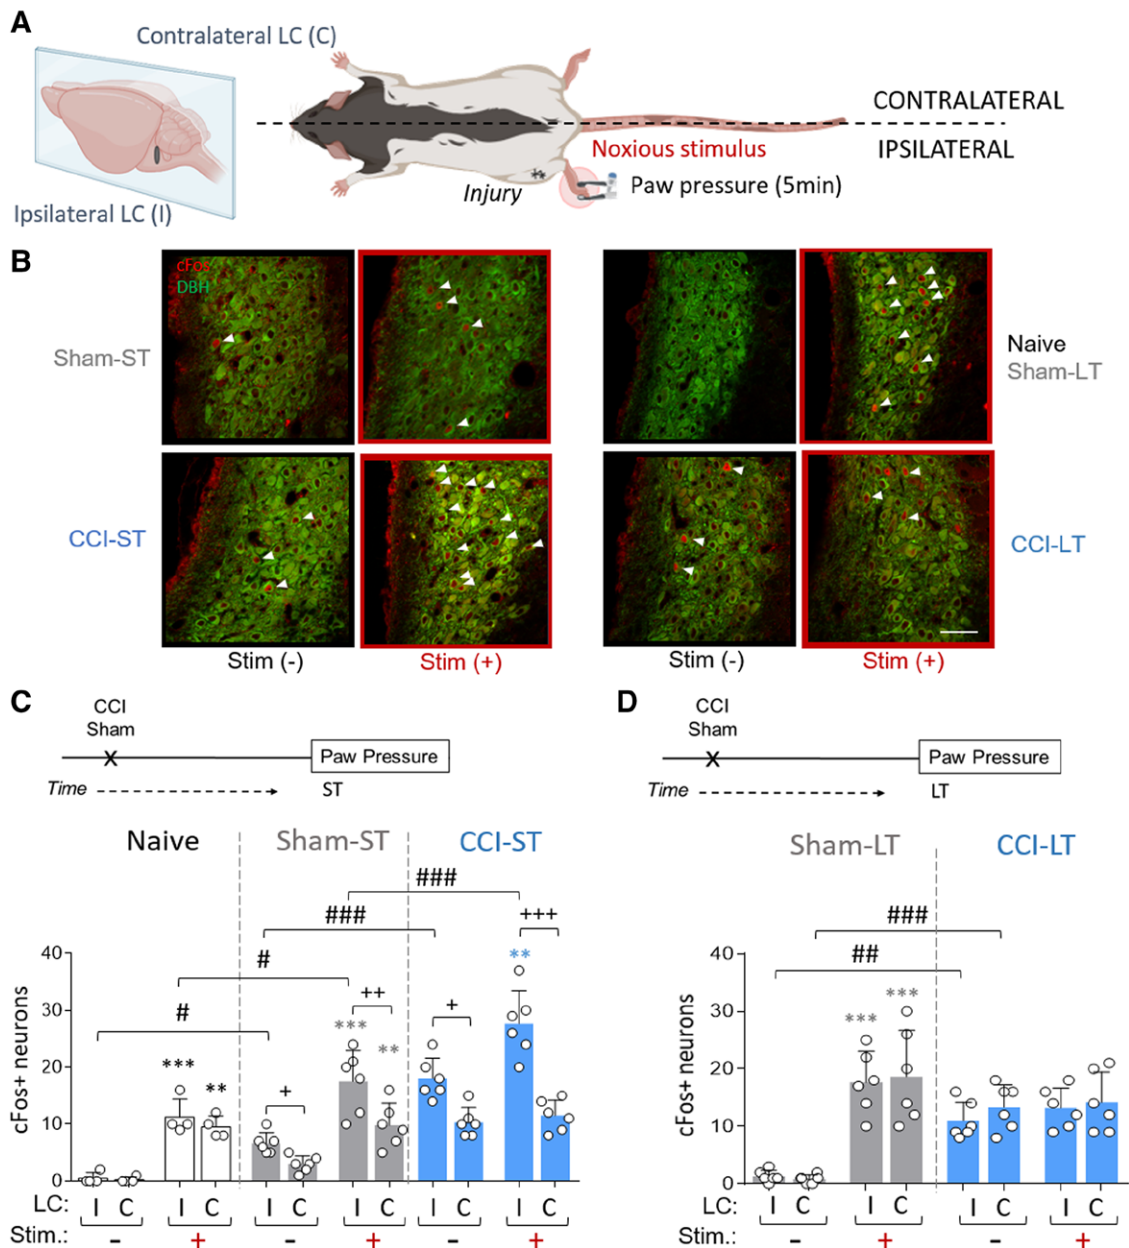 A
Contralateral LC (C)
CONTRALATERAL
Noxious stimulus
IPSILATERAL
Injury
Paw pressure (5min)
Ipsilateral LC (I)
B
cFos
DBH
Sham-ST
Naive
Sham-LT
CCI-ST
CCI-LT
Stim (-)
Stim (+)
Stim (-)
Stim (+)
C
CCI
Sham
X
Paw Pressure
Time
ST
Naive
Sham-ST
CCI-ST
###
###
+++
#
**
++
#
***
**
***
**
+
+
cFos+ neurons
40
30
20
10
0
LC: I C I C I C I C I C I C
Stim.: - + - + - +
D
CCI
Sham
X
Paw Pressure
Time
LT
Sham-LT
CCI-LT
###
##
***
***
cFos+ neurons
40
30
20
10
0
LC: I C I C I C I C
Stim.: - + - +